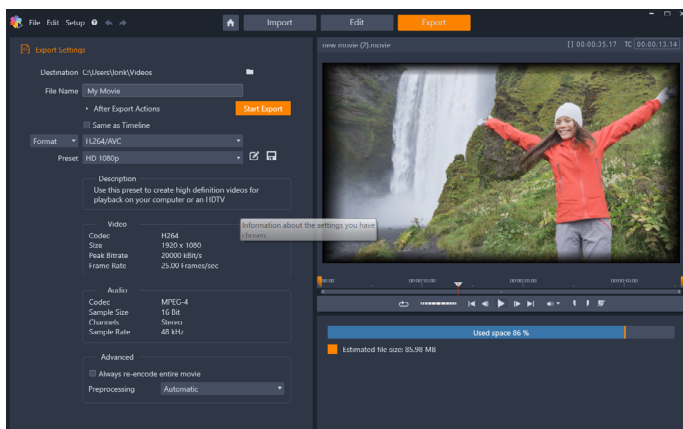 File Edit Setup
Import
Edit
Export
Export Settings
new movie (2).movie
[] 00:00:35.17 TC 00:00:13.14
Destination C:\Users\lonk\Videos
File Name My Movie
After Export Actions
Start Export
Same as Timeline
Format H.264/AVC
Preset HD 1080p
Description
Use this preset to create high definition videos for
playback on your computer or an HDTV
Information about the settings you have
chosen.
Video
Codec H264
Size 1920 x 1080
Peak Bitrate 20000 kBit/s
Frame Rate 25.00 Frames/sec
Audio
Codec MPEG-4
Sample Size 16 Bit
Channels Stereo
Sample Rate 48 kHz
Advanced
Always re-encode entire movie
Preprocessing Automatic
Used space 86 %
Estimated file size: 85.98 MB